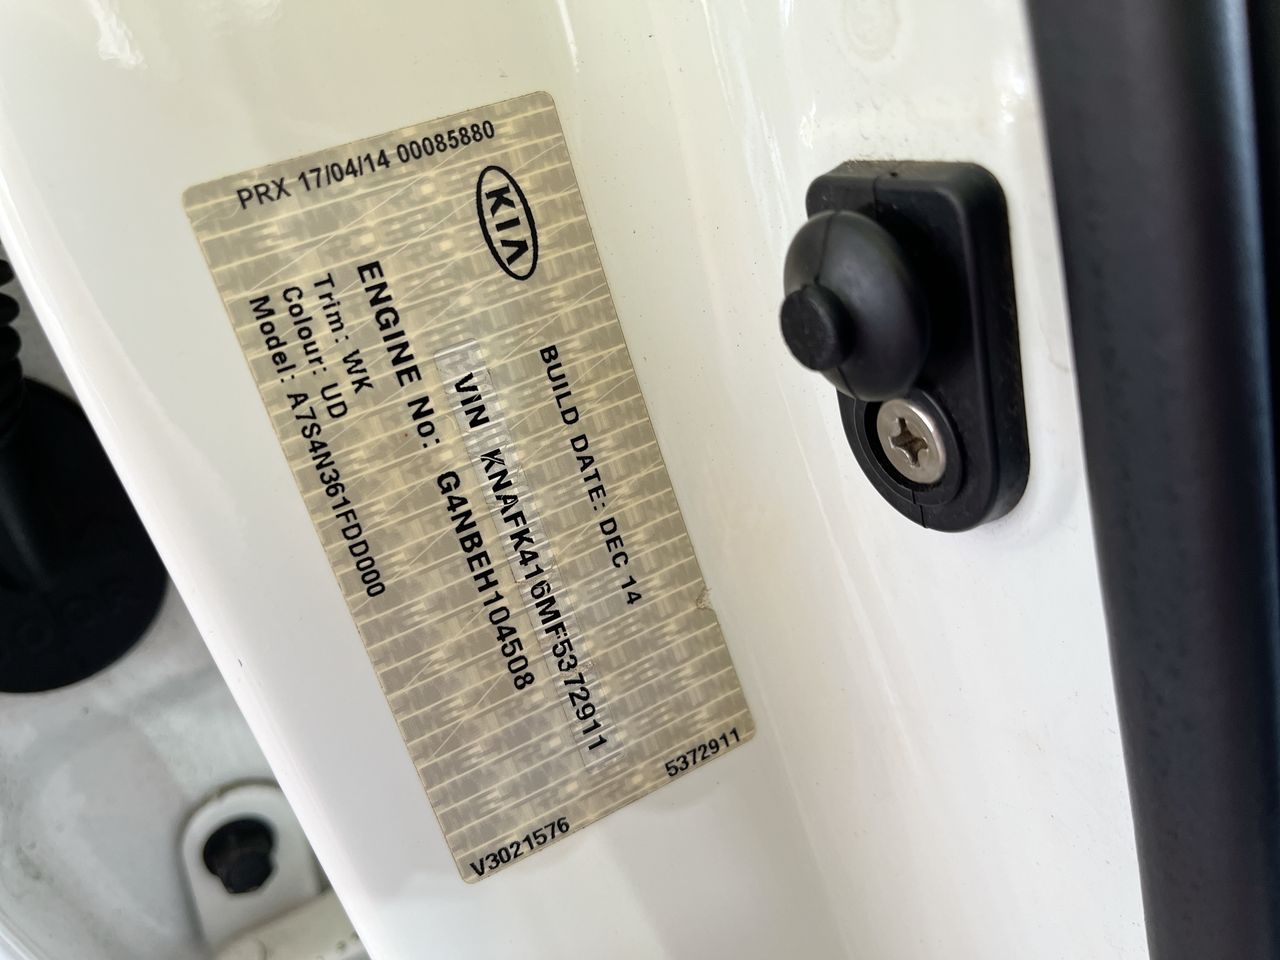 PRX 17/04/14 00085880
KIA
BUILD DATE: DEC 14
VIN KNAFK416MF5372911
ENGINE No: G4NBEH104508
Trim: WK
Colour: UD
Model: A7S4N361FDD000
5372911
V3021576